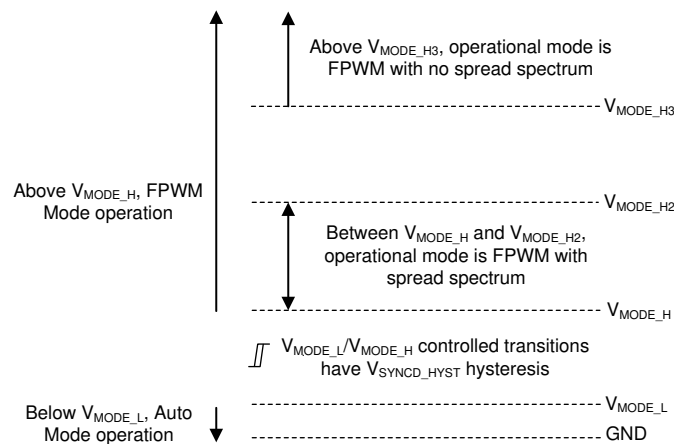 Above V_MODE_H3, operational mode is
FPWM with no spread spectrum
V_MODE_H3
Above V_MODE_H, FPWM
Mode operation
V_MODE_H2
Between V_MODE_H and V_MODE_H2,
operational mode is FPWM with
spread spectrum
V_MODE_H
V_MODE_L/V_MODE_H controlled transitions
have V_SYNCD_HYST hysteresis
V_MODE_L
Below V_MODE_L, Auto
Mode operation
GND